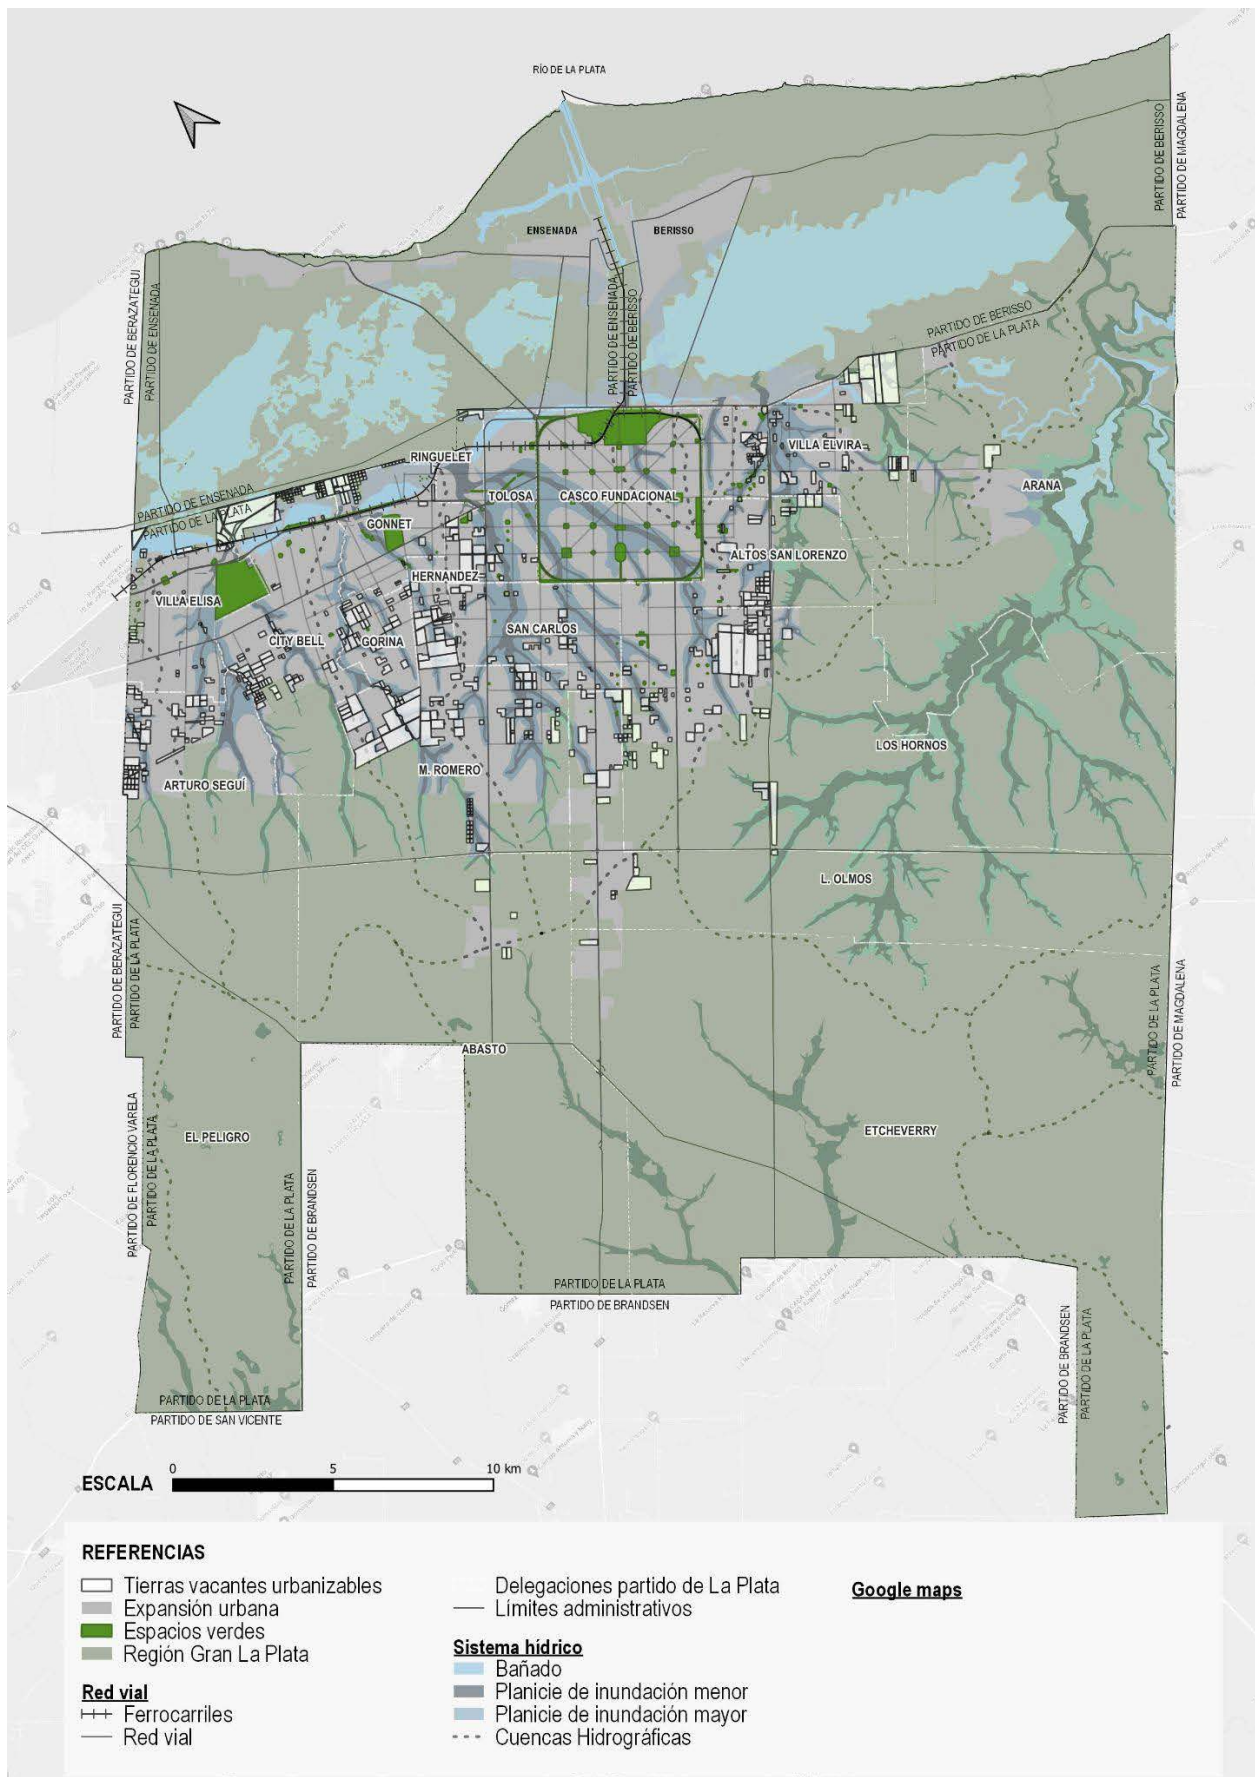 RÍO DE LA PLATA
PARTIDO DE BERISSO
PARTIDO DE MAGDALENA
ENSENADA
BERISSO
PARTIDO DE BERAZATEGUI
PARTIDO DE ENSENADA
PARTIDO DE ENSENADA
PARTIDO DE BERISSO
PARTIDO DE BERISSO
PARTIDO DE LA PLATA
VILLA ELVIRA
RINGUELET
TOLOSA
CASCO FUNDACIONAL
ARANA
PARTIDO DE ENSENADA
PARTIDO DE LA PLATA
GONNET
ALTOS SAN LORENZO
HERNANDEZ
VILLA ELISA
CITY BELL
GORINA
SAN CARLOS
LOS HORNOS
M. ROMERO
ARTURO SEGUÍ
L. OLMOS
PARTIDO DE BERAZATEGUI
PARTIDO DE LA PLATA
PARTIDO DE LA PLATA
PARTIDO DE MAGDALENA
ABASTO
EL PELIGRO
ETCHEVERRY
PARTIDO DE FLORENCIO VARELA
PARTIDO DE LA PLATA
PARTIDO DE LA PLATA
PARTIDO DE BRANDSEN
PARTIDO DE LA PLATA
PARTIDO DE BRANDSEN
PARTIDO DE BRANDSEN
PARTIDO DE LA PLATA
PARTIDO DE LA PLATA
PARTIDO DE SAN VICENTE
ESCALA 0 5 10 km
REFERENCIAS
Tierras vacantes urbanizables
Expansión urbana
Espacios verdes
Región Gran La Plata
Red vial
Ferrocarriles
Red vial
Delegaciones partido de La Plata
Límites administrativos
Sistema hídrico
Bañado
Planicie de inundación menor
Planicie de inundación mayor
Cuencas Hidrográficas
Google maps